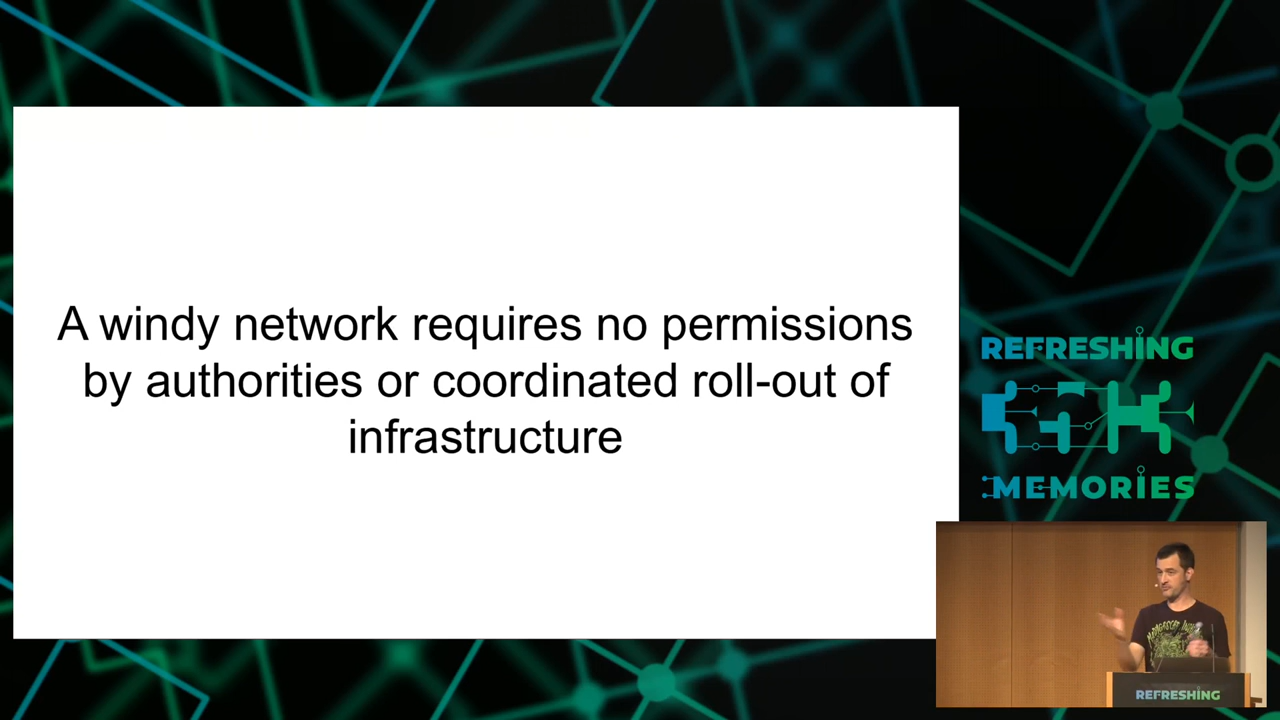 A windy network requires no permissions
by authorities or coordinated roll-out of
infrastructure
REFRESHING
MEMORIES
REFRESHING